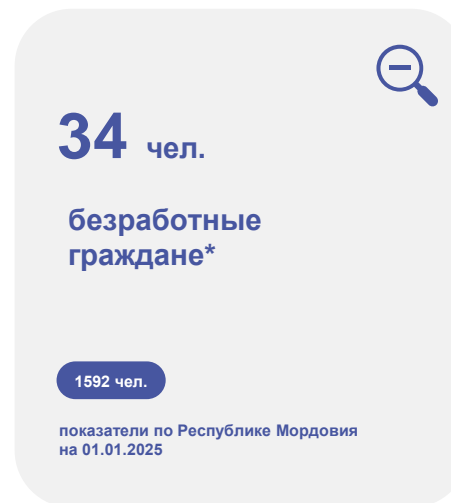 34 чел.
безработные
граждане*
1592 чел.
показатели по Республике Мордовия
на 01.01.2025